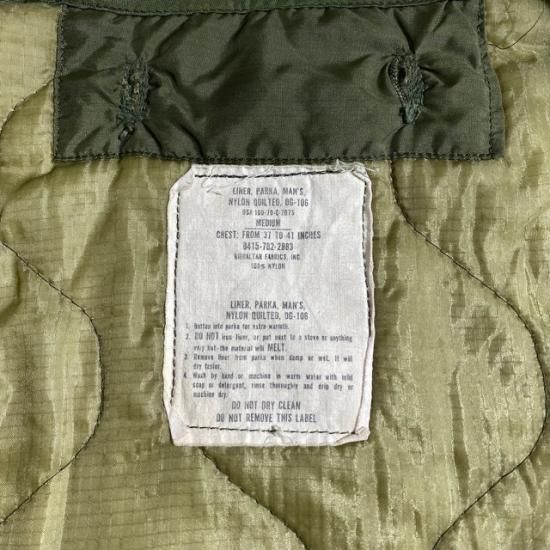 LINER, PARKA, MAN'S,
NYLON QUILTED, OG-106
DSA 100-70-C-2075
MEDIUM
CHEST: FROM 37 TO 41 INCHES
8415-782-2883
GIBRALTAR FABRICS, INC.
100% NYLON
LINER, PARKA, MAN'S,
NYLON QUILTED, OG-106
1. Button into parka for extra warmth.
2. DO NOT iron liner, or put next to a stove or anything
very hot-the material will MELT.
3. Remove liner from parka when damp or wet. It will
dry faster.
4. Wash by hand or machine in warm water with mild
soap or detergent, rinse thoroughly and drip dry or
machine dry.
DO NOT DRY CLEAN
DO NOT REMOVE THIS LABEL